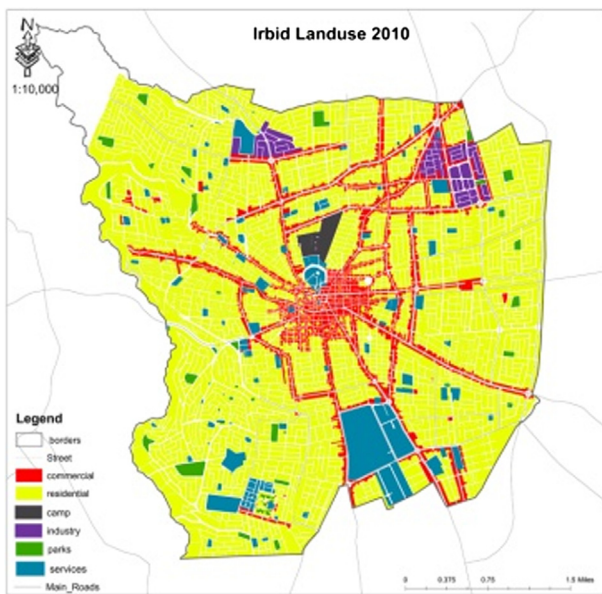 Irbid Landuse 2010
N
1:10,000
Legend
borders
Street
commercial
residential
camp
industry
parks
services
Main_Roads
0 0.375 0.75 1.5 Miles